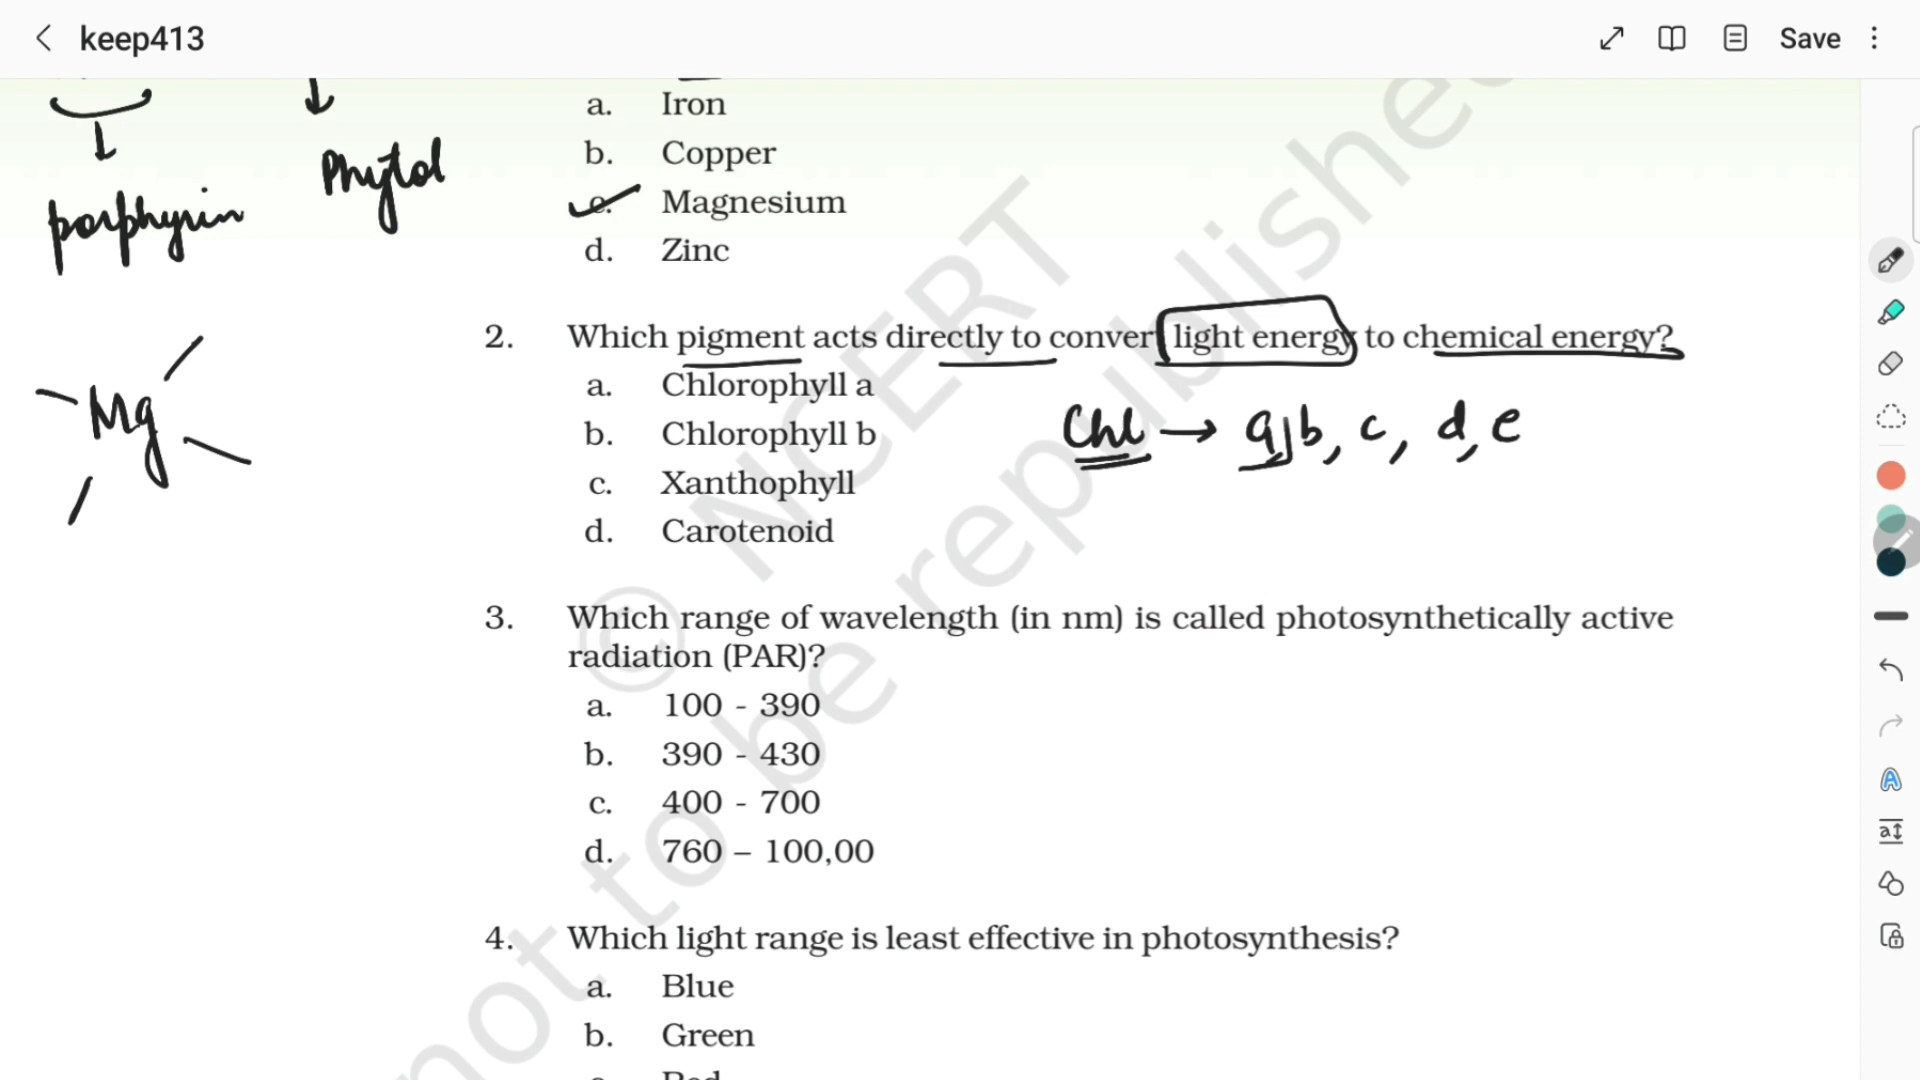 keep413
Save
a. Iron
b. Copper
c. Magnesium
d. Zinc
Phytol
porphyrin
Mg
2. Which pigment acts directly to convert light energy to chemical energy?
a. Chlorophyll a
b. Chlorophyll b
c. Xanthophyll
d. Carotenoid
Chl → a, b, c, d, e
3. Which range of wavelength (in nm) is called photosynthetically active
radiation (PAR)?
a. 100 - 390
b. 390 - 430
c. 400 - 700
d. 760 – 100,00
4. Which light range is least effective in photosynthesis?
a. Blue
b. Green
© NCERT
not to be republished